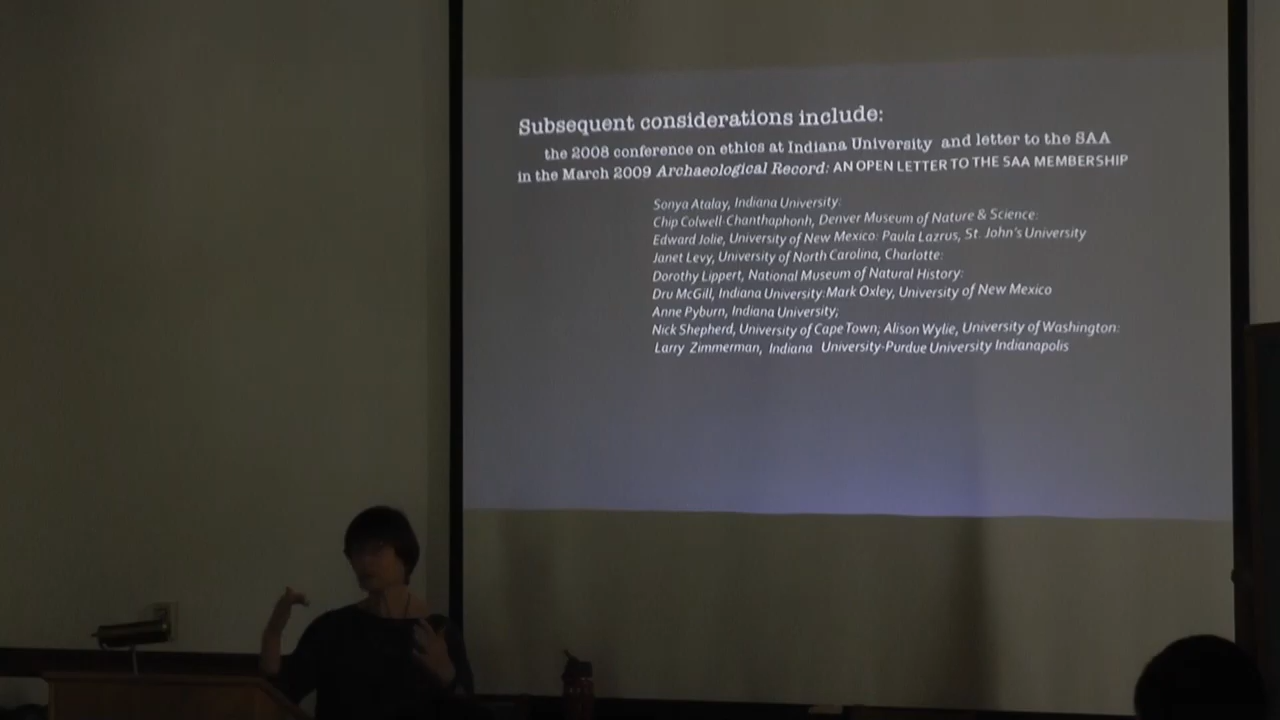 Subsequent considerations include:
the 2008 conference on ethics at Indiana University and letter to the SAA
in the March 2009 Archaeological Record: AN OPEN LETTER TO THE SAA MEMBERSHIP
Sonya Atalay, Indiana University:
Chip Colwell-Chanthaphonh, Denver Museum of Nature & Science:
Edward Jolie, University of New Mexico: Paula Lazrus, St. John's University
Janet Levy, University of North Carolina, Charlotte:
Dorothy Lippert, National Museum of Natural History:
Dru McGill, Indiana University:Mark Oxley, University of New Mexico
Anne Pyburn, Indiana University;
Nick Shepherd, University of Cape Town; Alison Wylie, University of Washington:
Larry Zimmerman, Indiana University-Purdue University Indianapolis